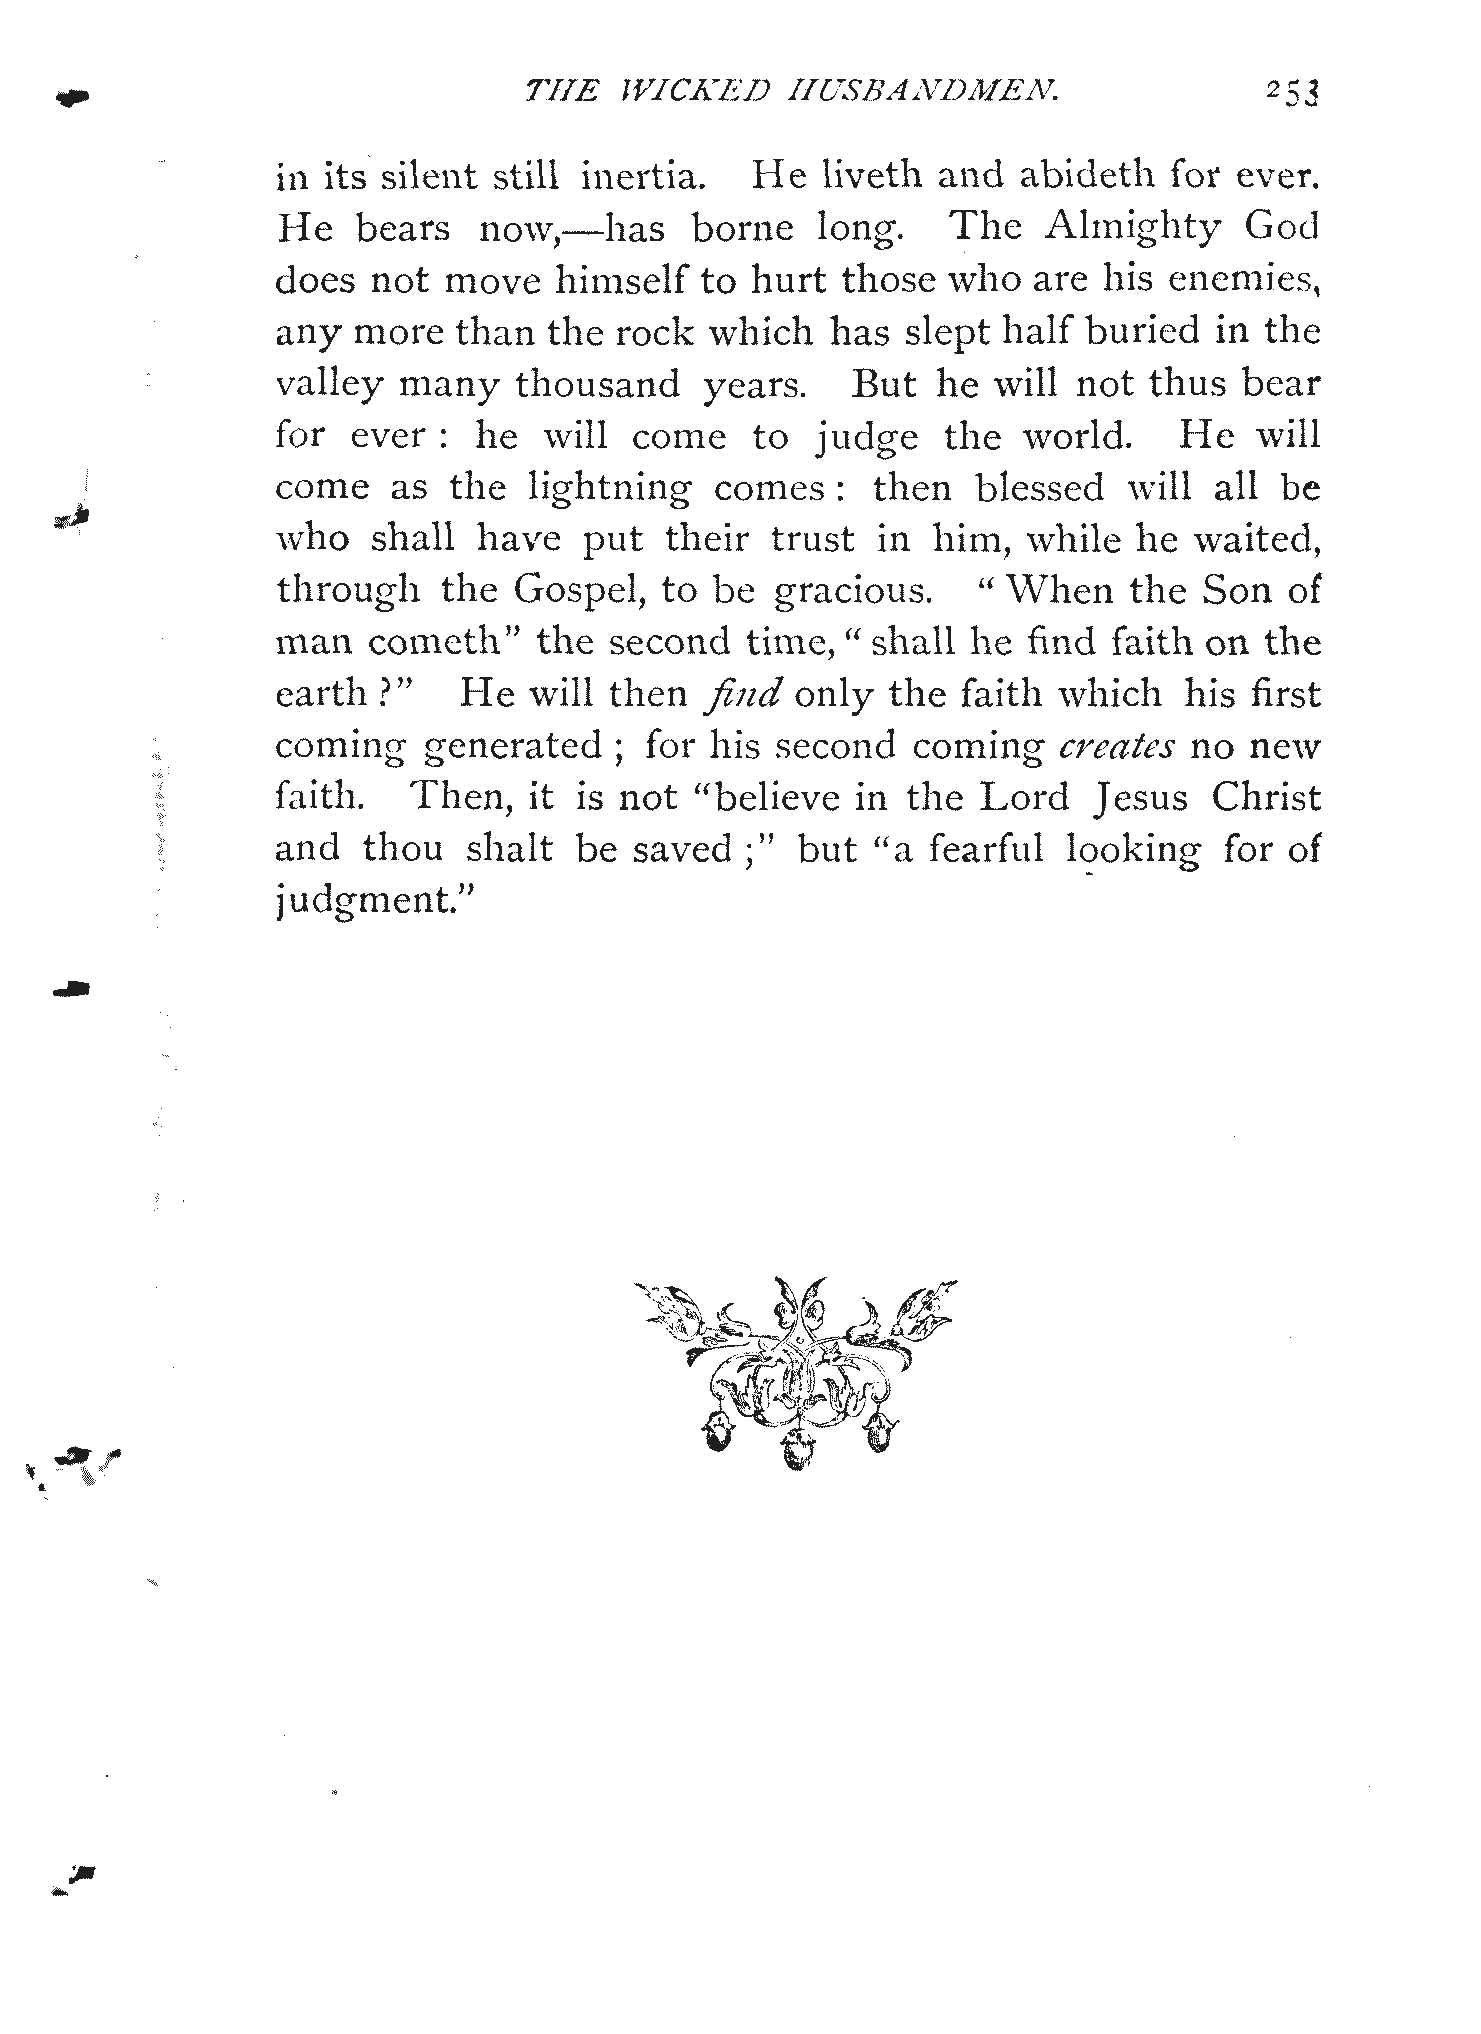 THE WICKED HUSBANDMEN. 253
in its silent still inertia. He liveth and abideth for ever.
He bears now,—has borne long. The Almighty God
does not move himself to hurt those who are his enemies,
any more than the rock which has slept half buried in the
valley many thousand years. But he will not thus bear
for ever : he will come to judge the world. He will
come as the lightning comes : then blessed will all be
who shall have put their trust in him, while he waited,
through the Gospel, to be gracious. “ When the Son of
man cometh” the second time, “ shall he find faith on the
earth ?” He will then find only the faith which his first
coming generated ; for his second coming creates no new
faith. Then, it is not “believe in the Lord Jesus Christ
and thou shalt be saved ;” but “a fearful looking for of
judgment.”